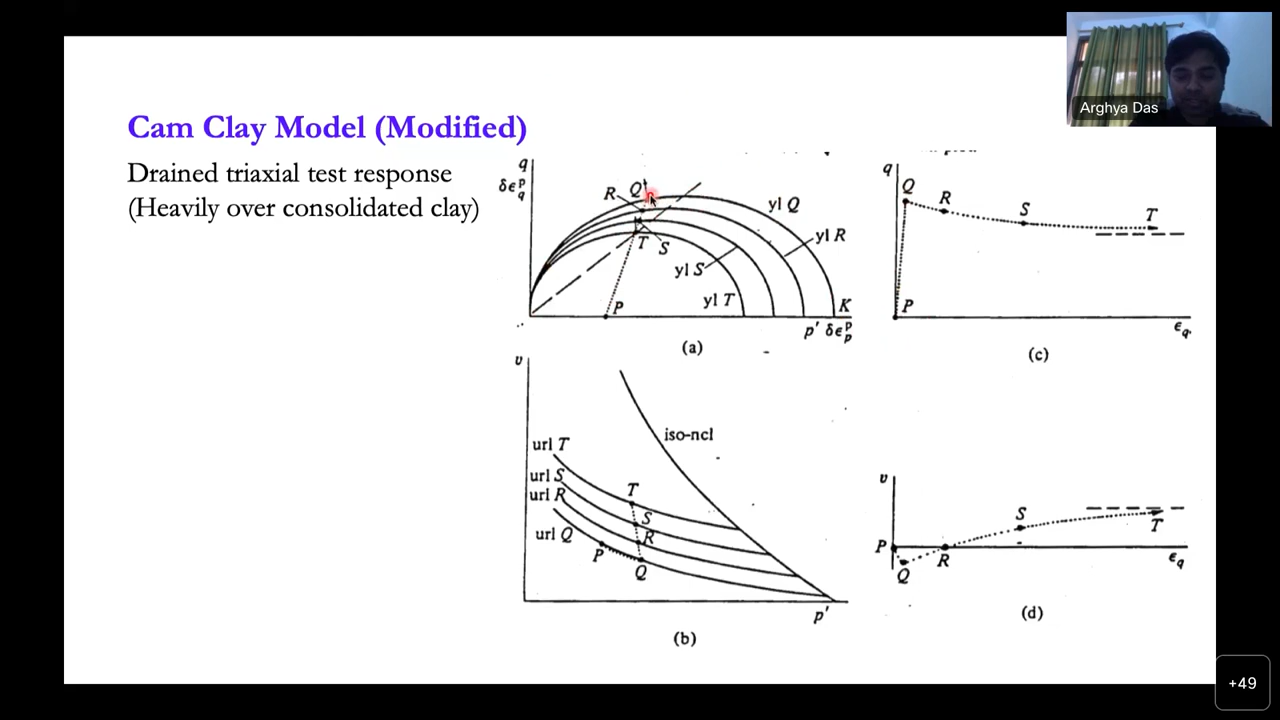 Arghya Das
Cam Clay Model (Modified)
Drained triaxial test response
(Heavily over consolidated clay)
q
δϵ^p_q
R
Q
yl Q
yl R
T
S
yl S
yl T
P
K
p' δϵ^p_p
(a)
q
Q
R
S
T
P
ϵ_q
(c)
v
iso-ncl
url T
url S
url R
url Q
T
S
R
P
Q
p'
(b)
v
S
T
P
Q
R
ϵ_q
(d)
+49